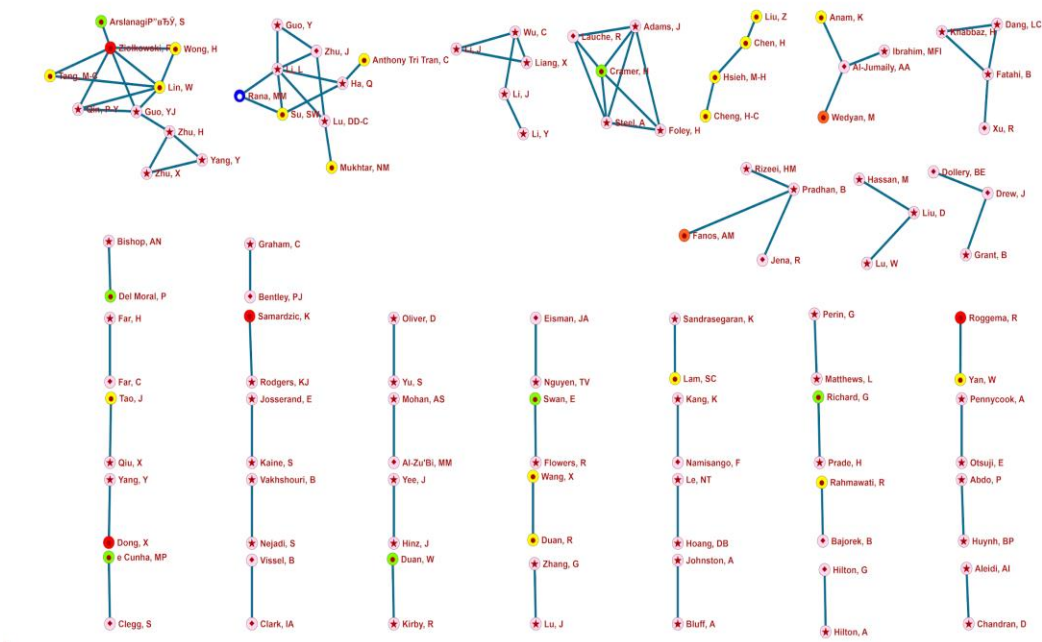 ArslanagiP"вЂЎ, S
Ziolkowski, P
Wong, H
Tang, M-C
Lin, W
Qin, P-Y
Guo, YJ
Zhu, H
Yang, Y
Zhu, X
Guo, Y
Zhu, J
Anthony Tri Tran, C
Li, L
Ha, Q
Rana, MM
Su, SW
Lu, DD-C
Mukhtar, NM
Wu, C
Li, J
Liang, X
Li, J
Li, Y
Adams, J
Lauche, R
Cramer, H
Steel, A
Foley, H
Liu, Z
Chen, H
Hsieh, M-H
Cheng, H-C
Anam, K
Ibrahim, MFI
Al-Jumaily, AA
Wedyan, M
Dang, LC
Khabbaz, H
Fatahi, B
Xu, R
Rizeei, HM
Pradhan, B
Fanos, AM
Jena, R
Hassan, M
Liu, D
Lu, W
Dollery, BE
Drew, J
Grant, B
Bishop, AN
Graham, C
Del Moral, P
Bentley, PJ
Far, H
Samardzic, K
Oliver, D
Eisman, JA
Sandrasegaran, K
Perin, G
Roggema, R
Far, C
Rodgers, KJ
Yu, S
Nguyen, TV
Lam, SC
Matthews, L
Yan, W
Tao, J
Josserand, E
Mohan, AS
Swan, E
Kang, K
Richard, G
Pennycook, A
Qiu, X
Kaine, S
Al-Zu'Bi, MM
Flowers, R
Namisango, F
Prade, H
Otsuji, E
Yang, Y
Vakhshouri, B
Yee, J
Wang, X
Le, NT
Rahmawati, R
Abdo, P
Dong, X
Nejadi, S
Hinz, J
Duan, R
Hoang, DB
Bajorek, B
Huynh, BP
e Cunha, MP
Vissel, B
Duan, W
Zhang, G
Johnston, A
Hilton, G
Aleidi, AI
Clegg, S
Clark, IA
Kirby, R
Lu, J
Bluff, A
Hilton, A
Chandran, D